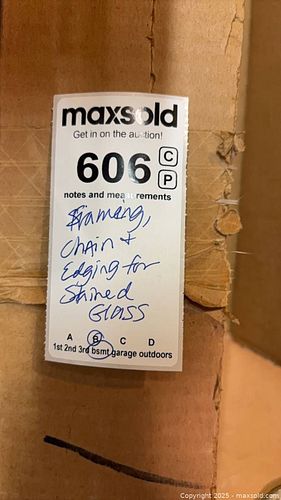 maxsold
Get in on the auction!
606 C
P
notes and measurements
Framing,
chain +
Edging for
Stained
GLASS
A B C D
1st 2nd 3rd bsmt garage outdoors
Copyright 2025 - maxsold.com